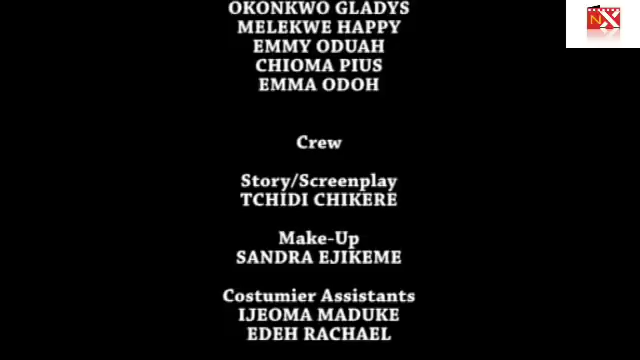 OKONKWO GLADYS
MELEKWE HAPPY
EMMY ODUAH
CHIOMA PIUS
EMMA ODOH
Crew
Story/Screenplay
TCHIDI CHIKERE
Make-Up
SANDRA EJIKEME
Costumier Assistants
IJEOMA MADUKE
EDEH RACHAEL
NX